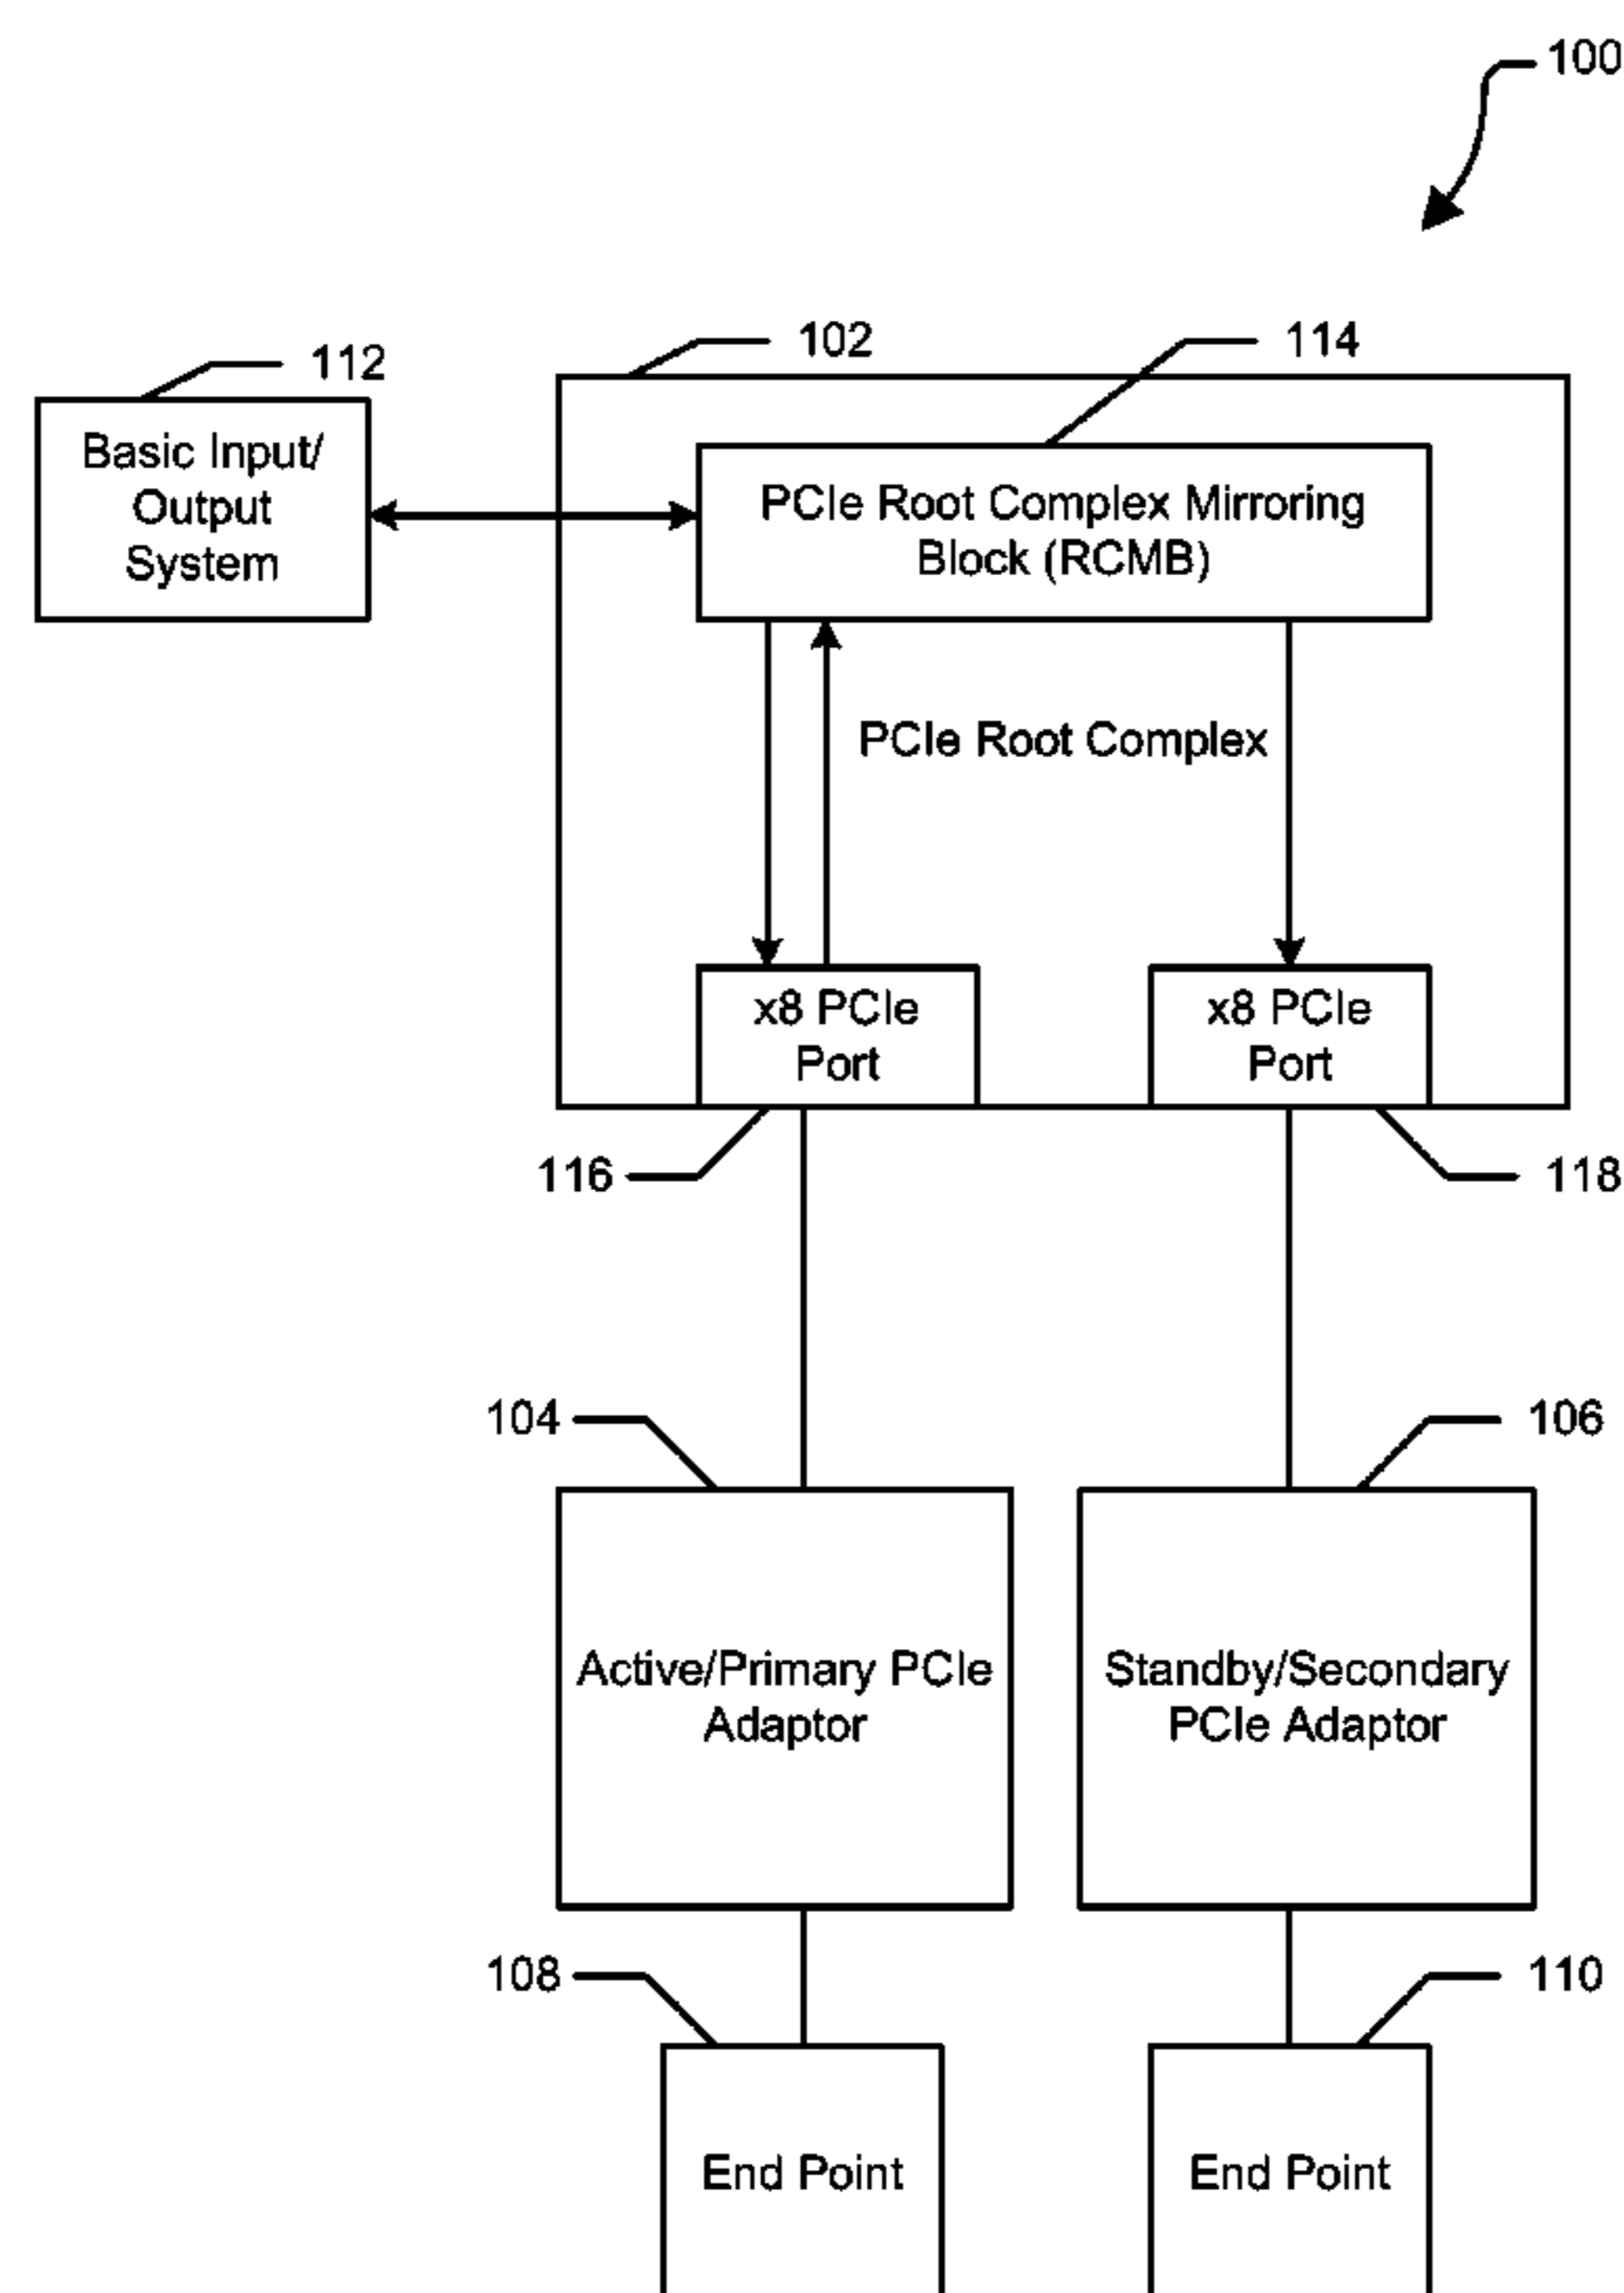 100
102
114
112
Basic Input/
Output
System
PCIe Root Complex Mirroring
Block (RCMB)
PCIe Root Complex
x8 PCIe
Port
x8 PCIe
Port
116
118
104
106
Active/Primary PCIe
Adaptor
Standby/Secondary
PCIe Adaptor
108
110
End Point
End Point